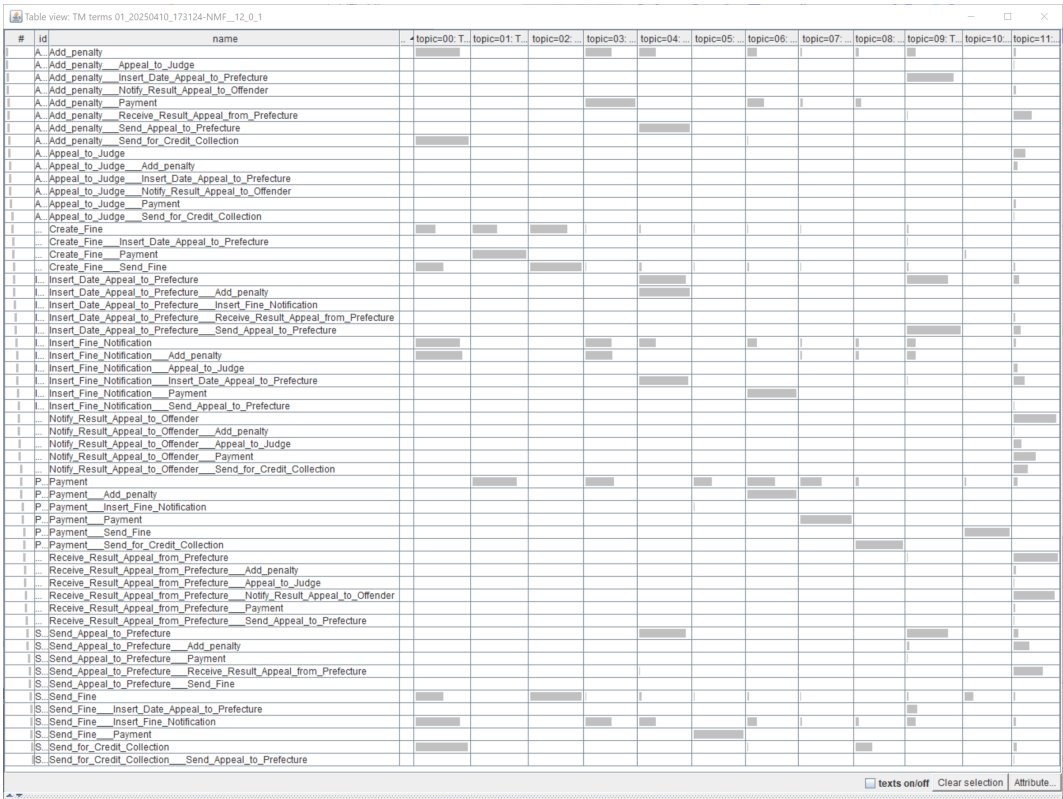 Table view: TM terms 01_20250410_173124-NMF__12_0_1
# id name ... topic=00: T... topic=01: T... topic=02: ... topic=03: ... topic=04: ... topic=05: ... topic=06: ... topic=07: ... topic=08: ... topic=09: T... topic=10:... topic=11:...
A... Add_penalty
A... Add_penalty___Appeal_to_Judge
A... Add_penalty___Insert_Date_Appeal_to_Prefecture
A... Add_penalty___Notify_Result_Appeal_to_Offender
A... Add_penalty___Payment
A... Add_penalty___Receive_Result_Appeal_from_Prefecture
A... Add_penalty___Send_Appeal_to_Prefecture
A... Add_penalty___Send_for_Credit_Collection
A... Appeal_to_Judge
A... Appeal_to_Judge___Add_penalty
A... Appeal_to_Judge___Insert_Date_Appeal_to_Prefecture
A... Appeal_to_Judge___Notify_Result_Appeal_to_Offender
A... Appeal_to_Judge___Payment
A... Appeal_to_Judge___Send_for_Credit_Collection
... Create_Fine
... Create_Fine___Insert_Date_Appeal_to_Prefecture
... Create_Fine___Payment
... Create_Fine___Send_Fine
I... Insert_Date_Appeal_to_Prefecture
I... Insert_Date_Appeal_to_Prefecture___Add_penalty
I... Insert_Date_Appeal_to_Prefecture___Insert_Fine_Notification
I... Insert_Date_Appeal_to_Prefecture___Receive_Result_Appeal_from_Prefecture
I... Insert_Date_Appeal_to_Prefecture___Send_Appeal_to_Prefecture
I... Insert_Fine_Notification
I... Insert_Fine_Notification___Add_penalty
I... Insert_Fine_Notification___Appeal_to_Judge
I... Insert_Fine_Notification___Insert_Date_Appeal_to_Prefecture
I... Insert_Fine_Notification___Payment
I... Insert_Fine_Notification___Send_Appeal_to_Prefecture
... Notify_Result_Appeal_to_Offender
... Notify_Result_Appeal_to_Offender___Add_penalty
... Notify_Result_Appeal_to_Offender___Appeal_to_Judge
... Notify_Result_Appeal_to_Offender___Payment
... Notify_Result_Appeal_to_Offender___Send_for_Credit_Collection
P... Payment
P... Payment___Add_penalty
P... Payment___Insert_Fine_Notification
P... Payment___Payment
P... Payment___Send_Fine
P... Payment___Send_for_Credit_Collection
... Receive_Result_Appeal_from_Prefecture
... Receive_Result_Appeal_from_Prefecture___Add_penalty
... Receive_Result_Appeal_from_Prefecture___Appeal_to_Judge
... Receive_Result_Appeal_from_Prefecture___Notify_Result_Appeal_to_Offender
... Receive_Result_Appeal_from_Prefecture___Payment
... Receive_Result_Appeal_from_Prefecture___Send_Appeal_to_Prefecture
S... Send_Appeal_to_Prefecture
S... Send_Appeal_to_Prefecture___Add_penalty
S... Send_Appeal_to_Prefecture___Payment
S... Send_Appeal_to_Prefecture___Receive_Result_Appeal_from_Prefecture
S... Send_Appeal_to_Prefecture___Send_Fine
S... Send_Fine
S... Send_Fine___Insert_Date_Appeal_to_Prefecture
S... Send_Fine___Insert_Fine_Notification
S... Send_Fine___Payment
S... Send_for_Credit_Collection
S... Send_for_Credit_Collection___Send_Appeal_to_Prefecture
texts on/off Clear selection Attribute...